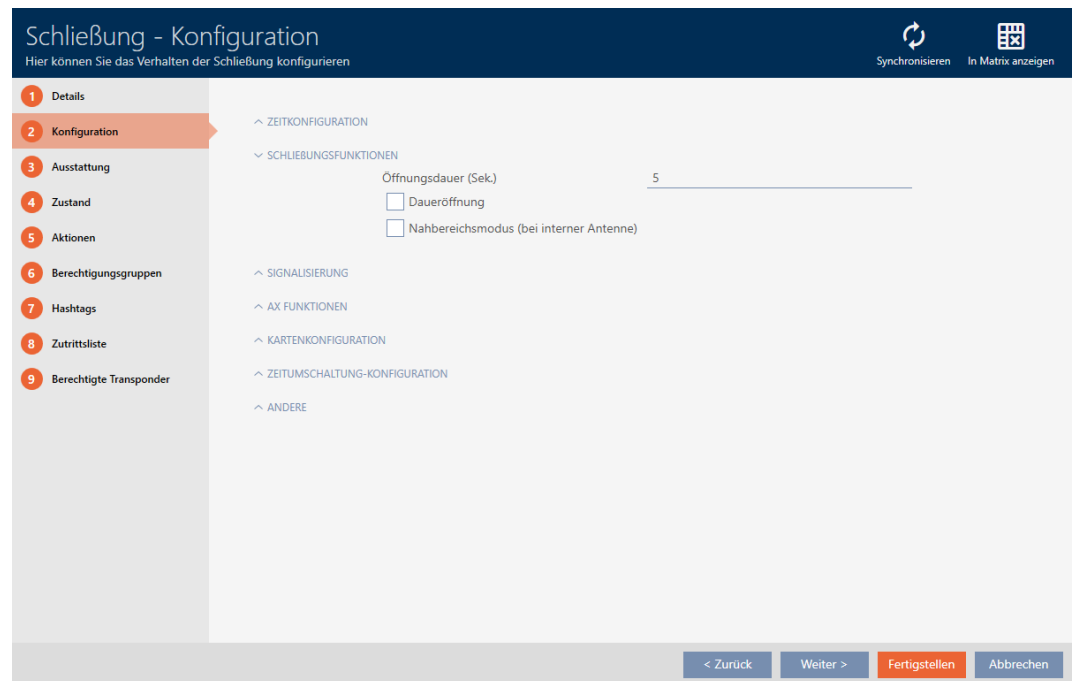 Schließung - Konfiguration
Hier können Sie das Verhalten der Schließung konfigurieren
Synchronisieren
In Matrix anzeigen
1 Details
2 Konfiguration
3 Ausstattung
4 Zustand
5 Aktionen
6 Berechtigungsgruppen
7 Hashtags
8 Zutrittsliste
9 Berechtigte Transponder
ZEITKONFIGURATION
SCHLIEßUNGSFUNKTIONEN
Öffnungsdauer (Sek.) 5
Daueröffnung
Nahbereichsmodus (bei interner Antenne)
SIGNALISIERUNG
AX FUNKTIONEN
KARTENKONFIGURATION
ZEITUMSCHALTUNG-KONFIGURATION
ANDERE
< Zurück
Weiter >
Fertigstellen
Abbrechen